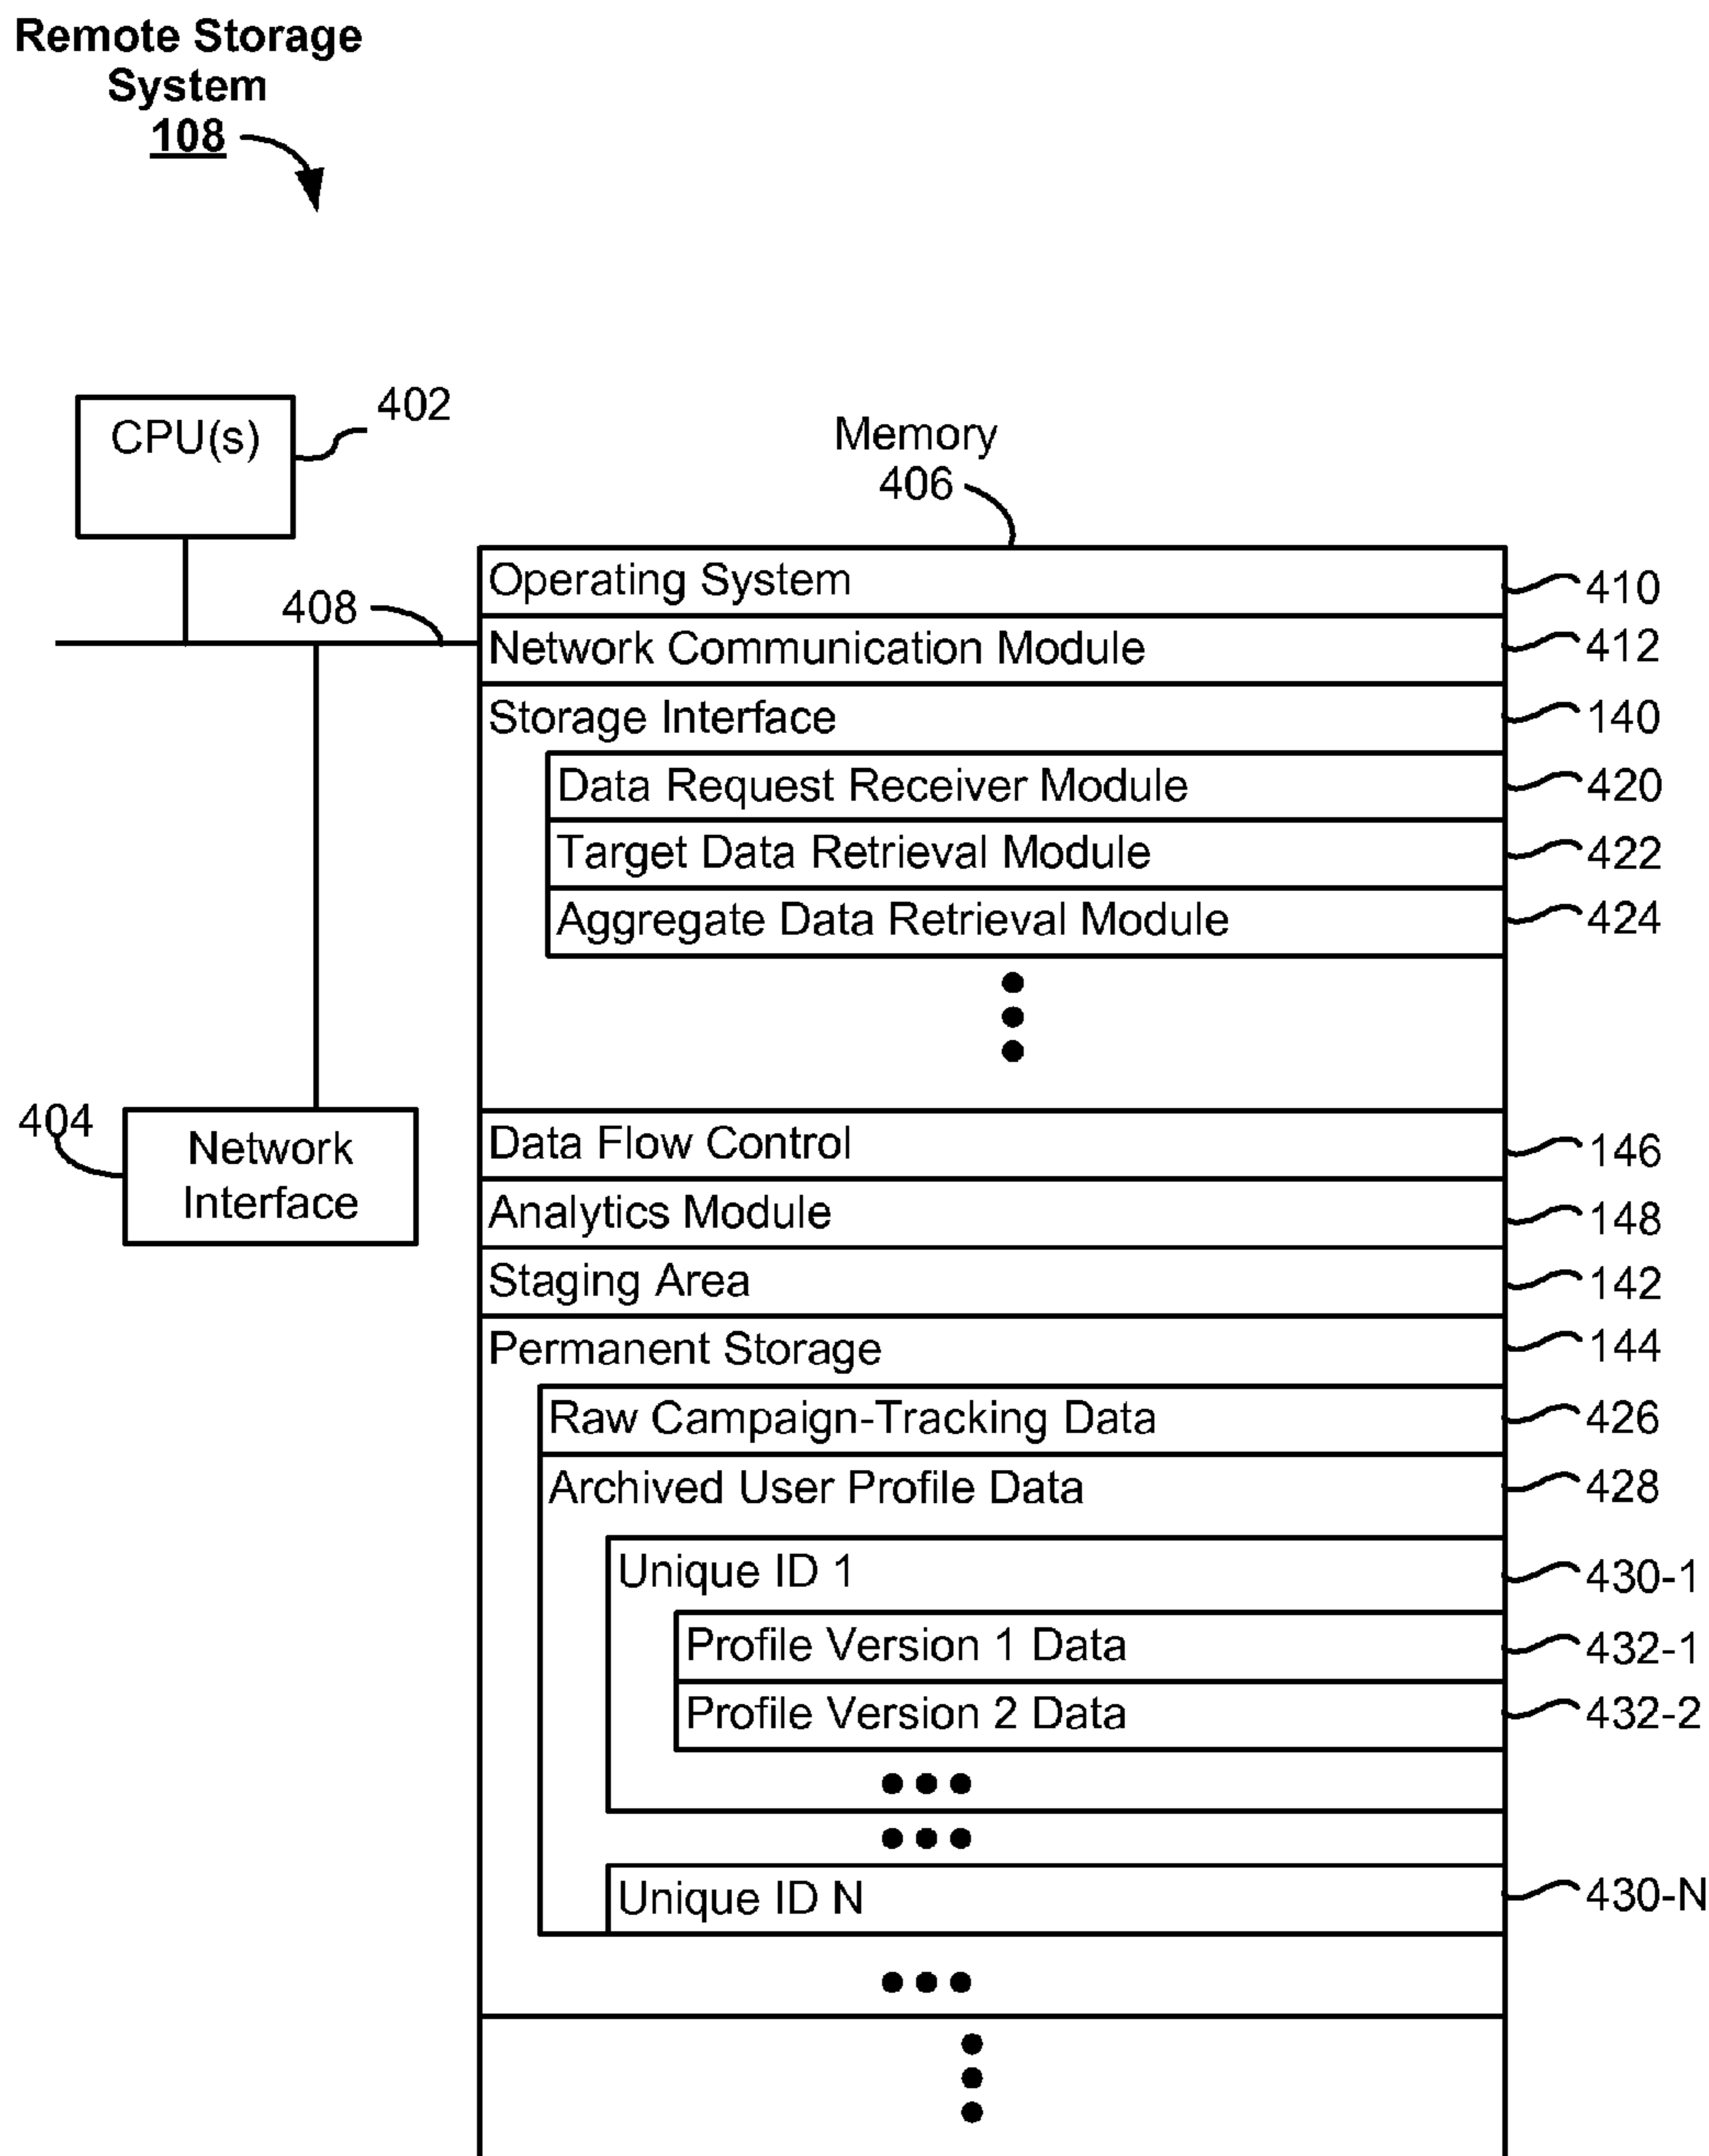 Remote Storage
System
108
CPU(s)
402
Memory
406
408
Operating System
410
Network Communication Module
412
Storage Interface
140
Data Request Receiver Module
420
Target Data Retrieval Module
422
Aggregate Data Retrieval Module
424
404
Network
Interface
Data Flow Control
146
Analytics Module
148
Staging Area
142
Permanent Storage
144
Raw Campaign-Tracking Data
426
Archived User Profile Data
428
Unique ID 1
430-1
Profile Version 1 Data
432-1
Profile Version 2 Data
432-2
Unique ID N
430-N